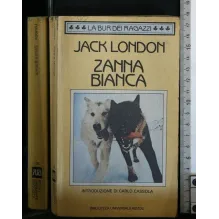 LA BUR DEI RAGAZZI
JACK LONDON
ZANNA
BIANCA
INTRODUZIONE DI CARLO CASSOLA